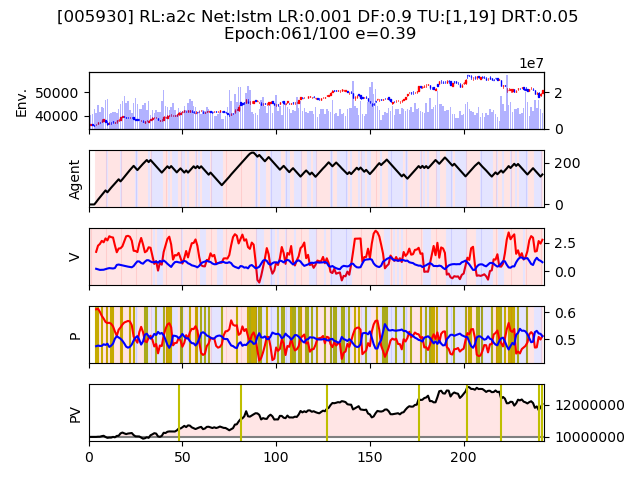 [005930] RL:a2c Net:lstm LR:0.001 DF:0.9 TU:[1,19] DRT:0.05
Epoch:061/100 e=0.39
1e7
Env.
50000
40000
2
0
Agent
200
0
V
2.5
0.0
P
0.6
0.5
PV
12000000
10000000
0
50
100
150
200